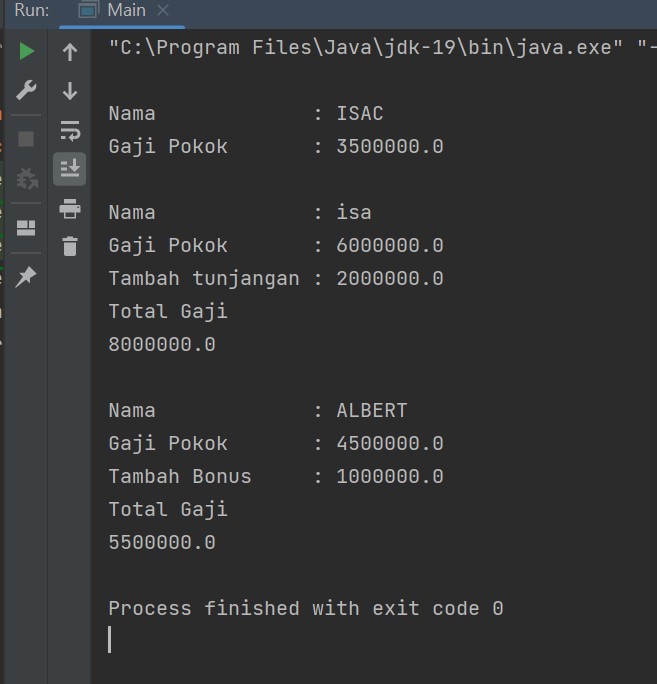 Run: Main
"C:\Program Files\Java\jdk-19\bin\java.exe" "-
Nama : ISAC
Gaji Pokok : 3500000.0
Nama : isa
Gaji Pokok : 6000000.0
Tambah tunjangan : 2000000.0
Total Gaji
8000000.0
Nama : ALBERT
Gaji Pokok : 4500000.0
Tambah Bonus : 1000000.0
Total Gaji
5500000.0
Process finished with exit code 0